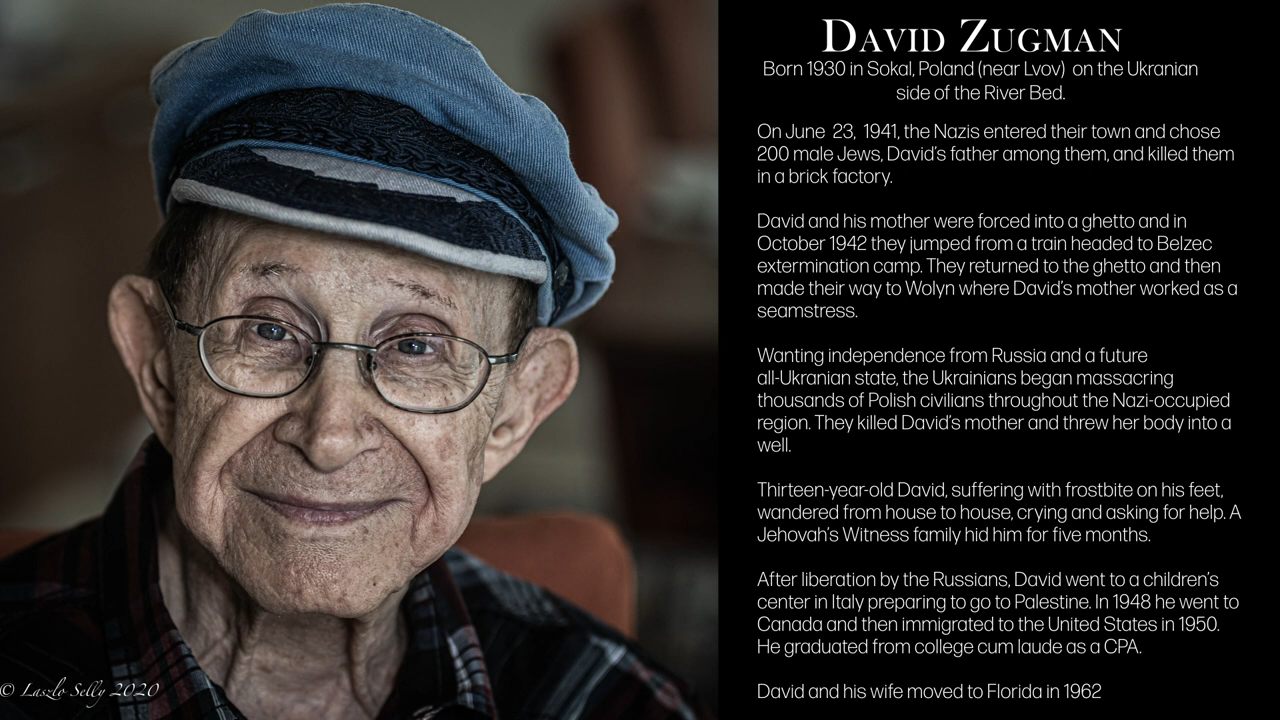 DAVID ZUGMAN
Born 1930 in Sokal, Poland (near Lvov) on the Ukranian
side of the River Bed.
On June 23, 1941, the Nazis entered their town and chose
200 male Jews, David's father among them, and killed them
in a brick factory.
David and his mother were forced into a ghetto and in
October 1942 they jumped from a train headed to Belzec
extermination camp. They returned to the ghetto and then
made their way to Wolyn where David's mother worked as a
seamstress.
Wanting independence from Russia and a future
all-Ukranian state, the Ukrainians began massacring
thousands of Polish civilians throughout the Nazi-occupied
region. They killed David's mother and threw her body into a
well.
Thirteen-year-old David, suffering with frostbite on his feet,
wandered from house to house, crying and asking for help. A
Jehovah's Witness family hid him for five months.
After liberation by the Russians, David went to a children's
center in Italy preparing to go to Palestine. In 1948 he went to
Canada and then immigrated to the United States in 1950.
He graduated from college cum laude as a CPA.
David and his wife moved to Florida in 1962
© Laszlo Selly 2020